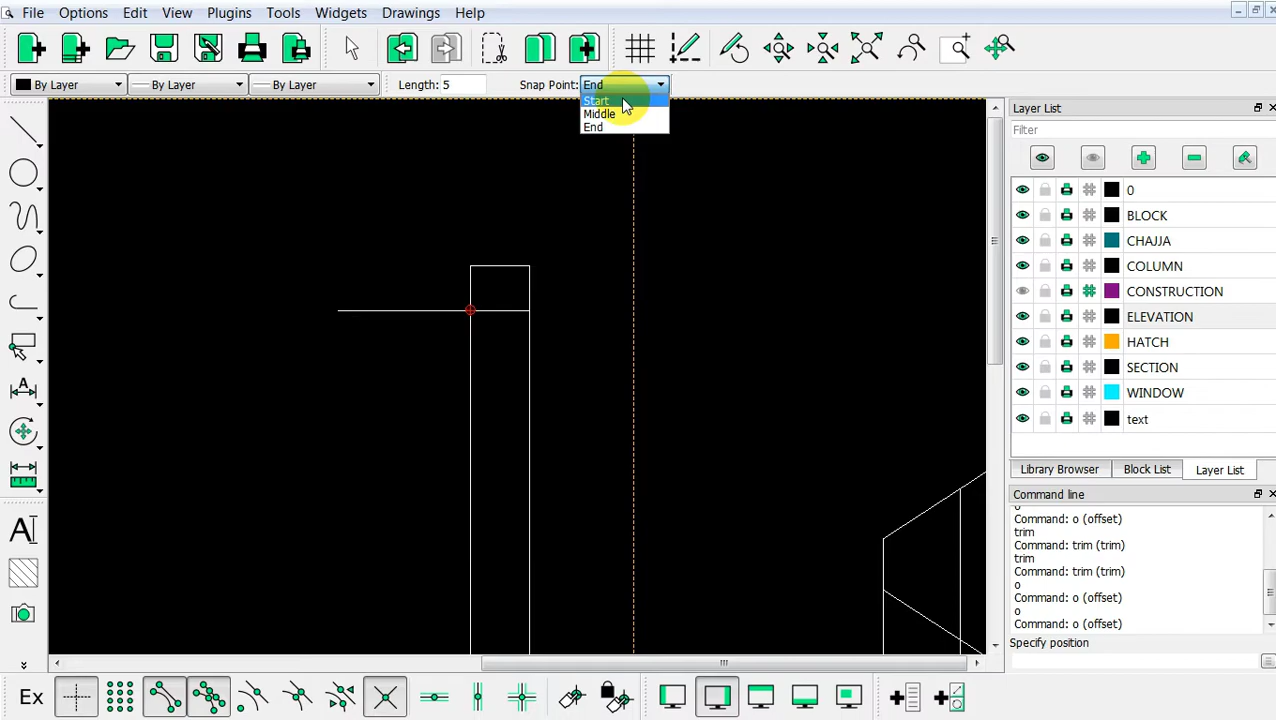 File Options Edit View Plugins Tools Widgets Drawings Help
By Layer By Layer By Layer Length: 5 Snap Point: End
Start
Middle
End
Layer List
Filter
0
BLOCK
CHAJJA
COLUMN
CONSTRUCTION
ELEVATION
HATCH
SECTION
WINDOW
text
Library Browser Block List Layer List
Command line
Command: o (offset)
trim
Command: trim (trim)
trim
Command: trim (trim)
o
Command: o (offset)
o
Command: o (offset)
Specify position
A
A
Ex